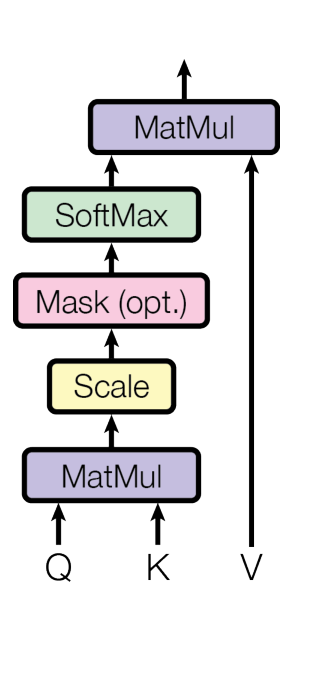 MatMul
SoftMax
Mask (opt.)
Scale
MatMul
Q K V